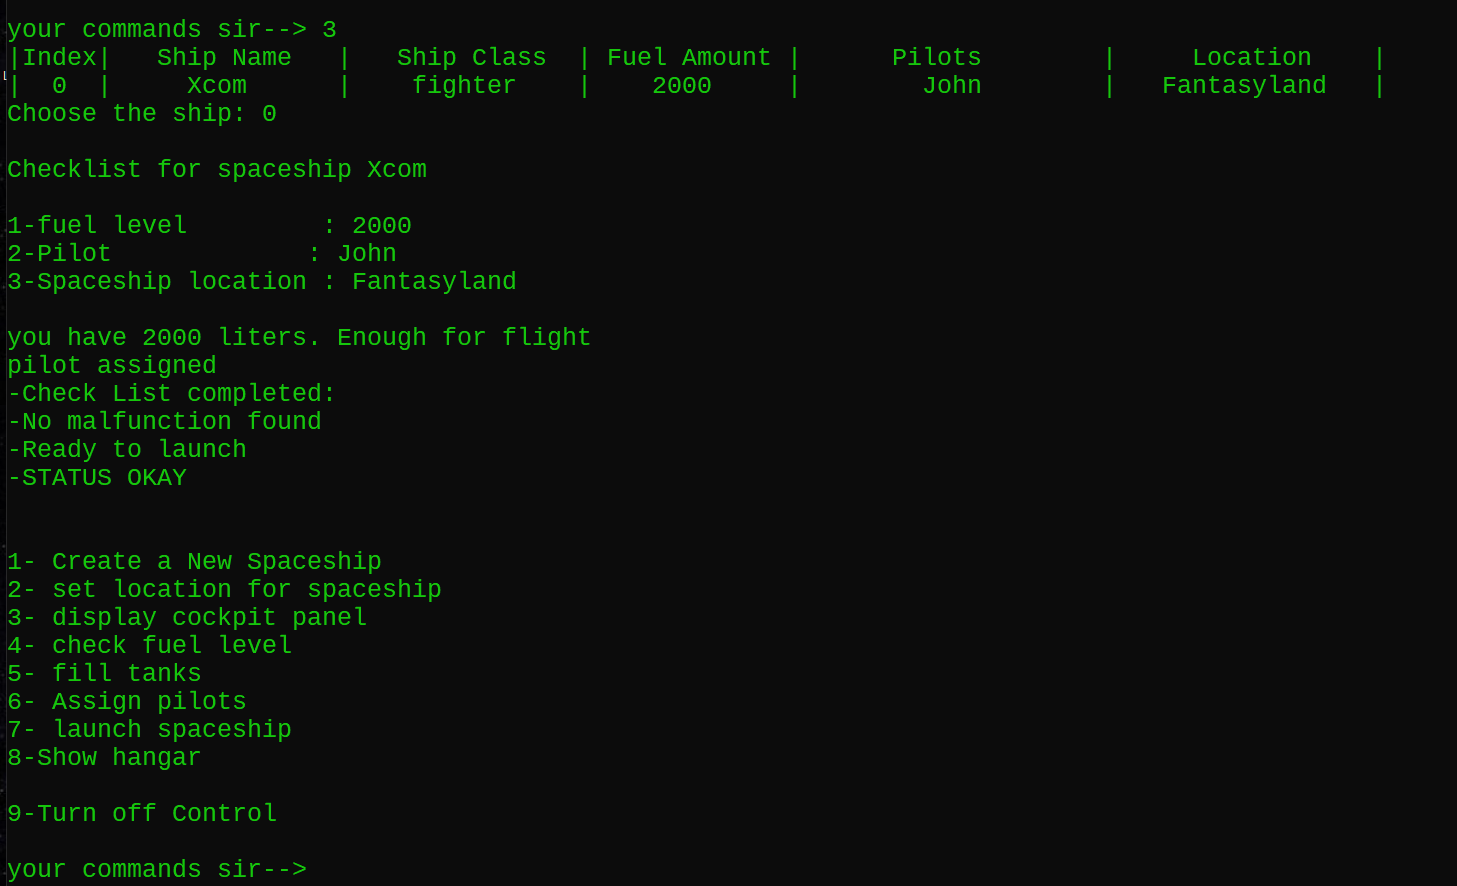 your commands sir--> 3
|Index|   Ship Name   |   Ship Class  | Fuel Amount |      Pilots        |     Location    |
|  0  |     Xcom      |    fighter    |    2000     |        John        |   Fantasyland   |
Choose the ship: 0
Checklist for spaceship Xcom
1-fuel level         : 2000
2-Pilot             : John
3-Spaceship location : Fantasyland
you have 2000 liters. Enough for flight
pilot assigned
-Check List completed:
-No malfunction found
-Ready to launch
-STATUS OKAY
1- Create a New Spaceship
2- set location for spaceship
3- display cockpit panel
4- check fuel level
5- fill tanks
6- Assign pilots
7- launch spaceship
8-Show hangar
9-Turn off Control
your commands sir-->